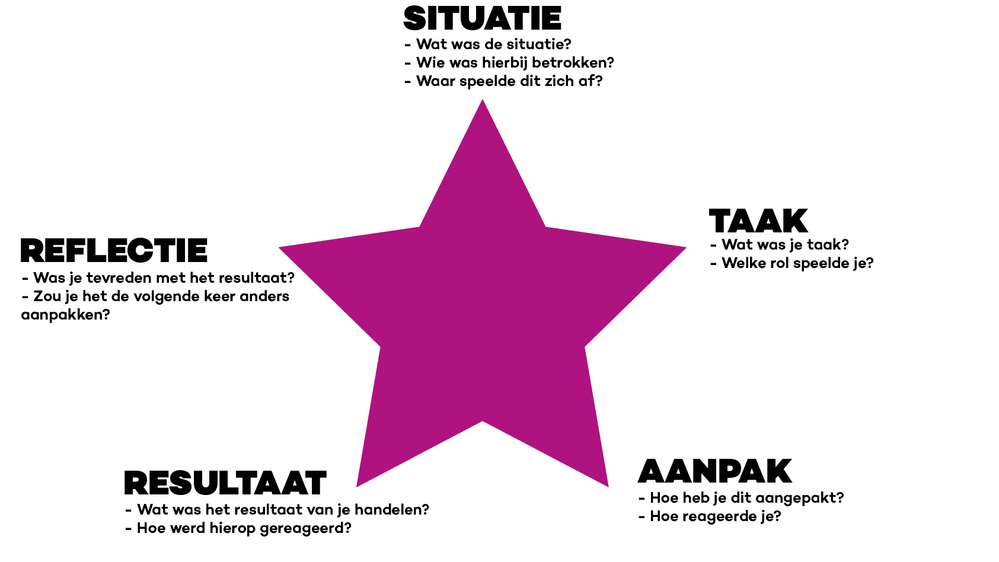 SITUATIE
- Wat was de situatie?
- Wie was hierbij betrokken?
- Waar speelde dit zich af?
TAAK
- Wat was je taak?
- Welke rol speelde je?
AANPAK
- Hoe heb je dit aangepakt?
- Hoe reageerde je?
RESULTAAT
- Wat was het resultaat van je handelen?
- Hoe werd hierop gereageerd?
REFLECTIE
- Was je tevreden met het resultaat?
- Zou je het de volgende keer anders
aanpakken?